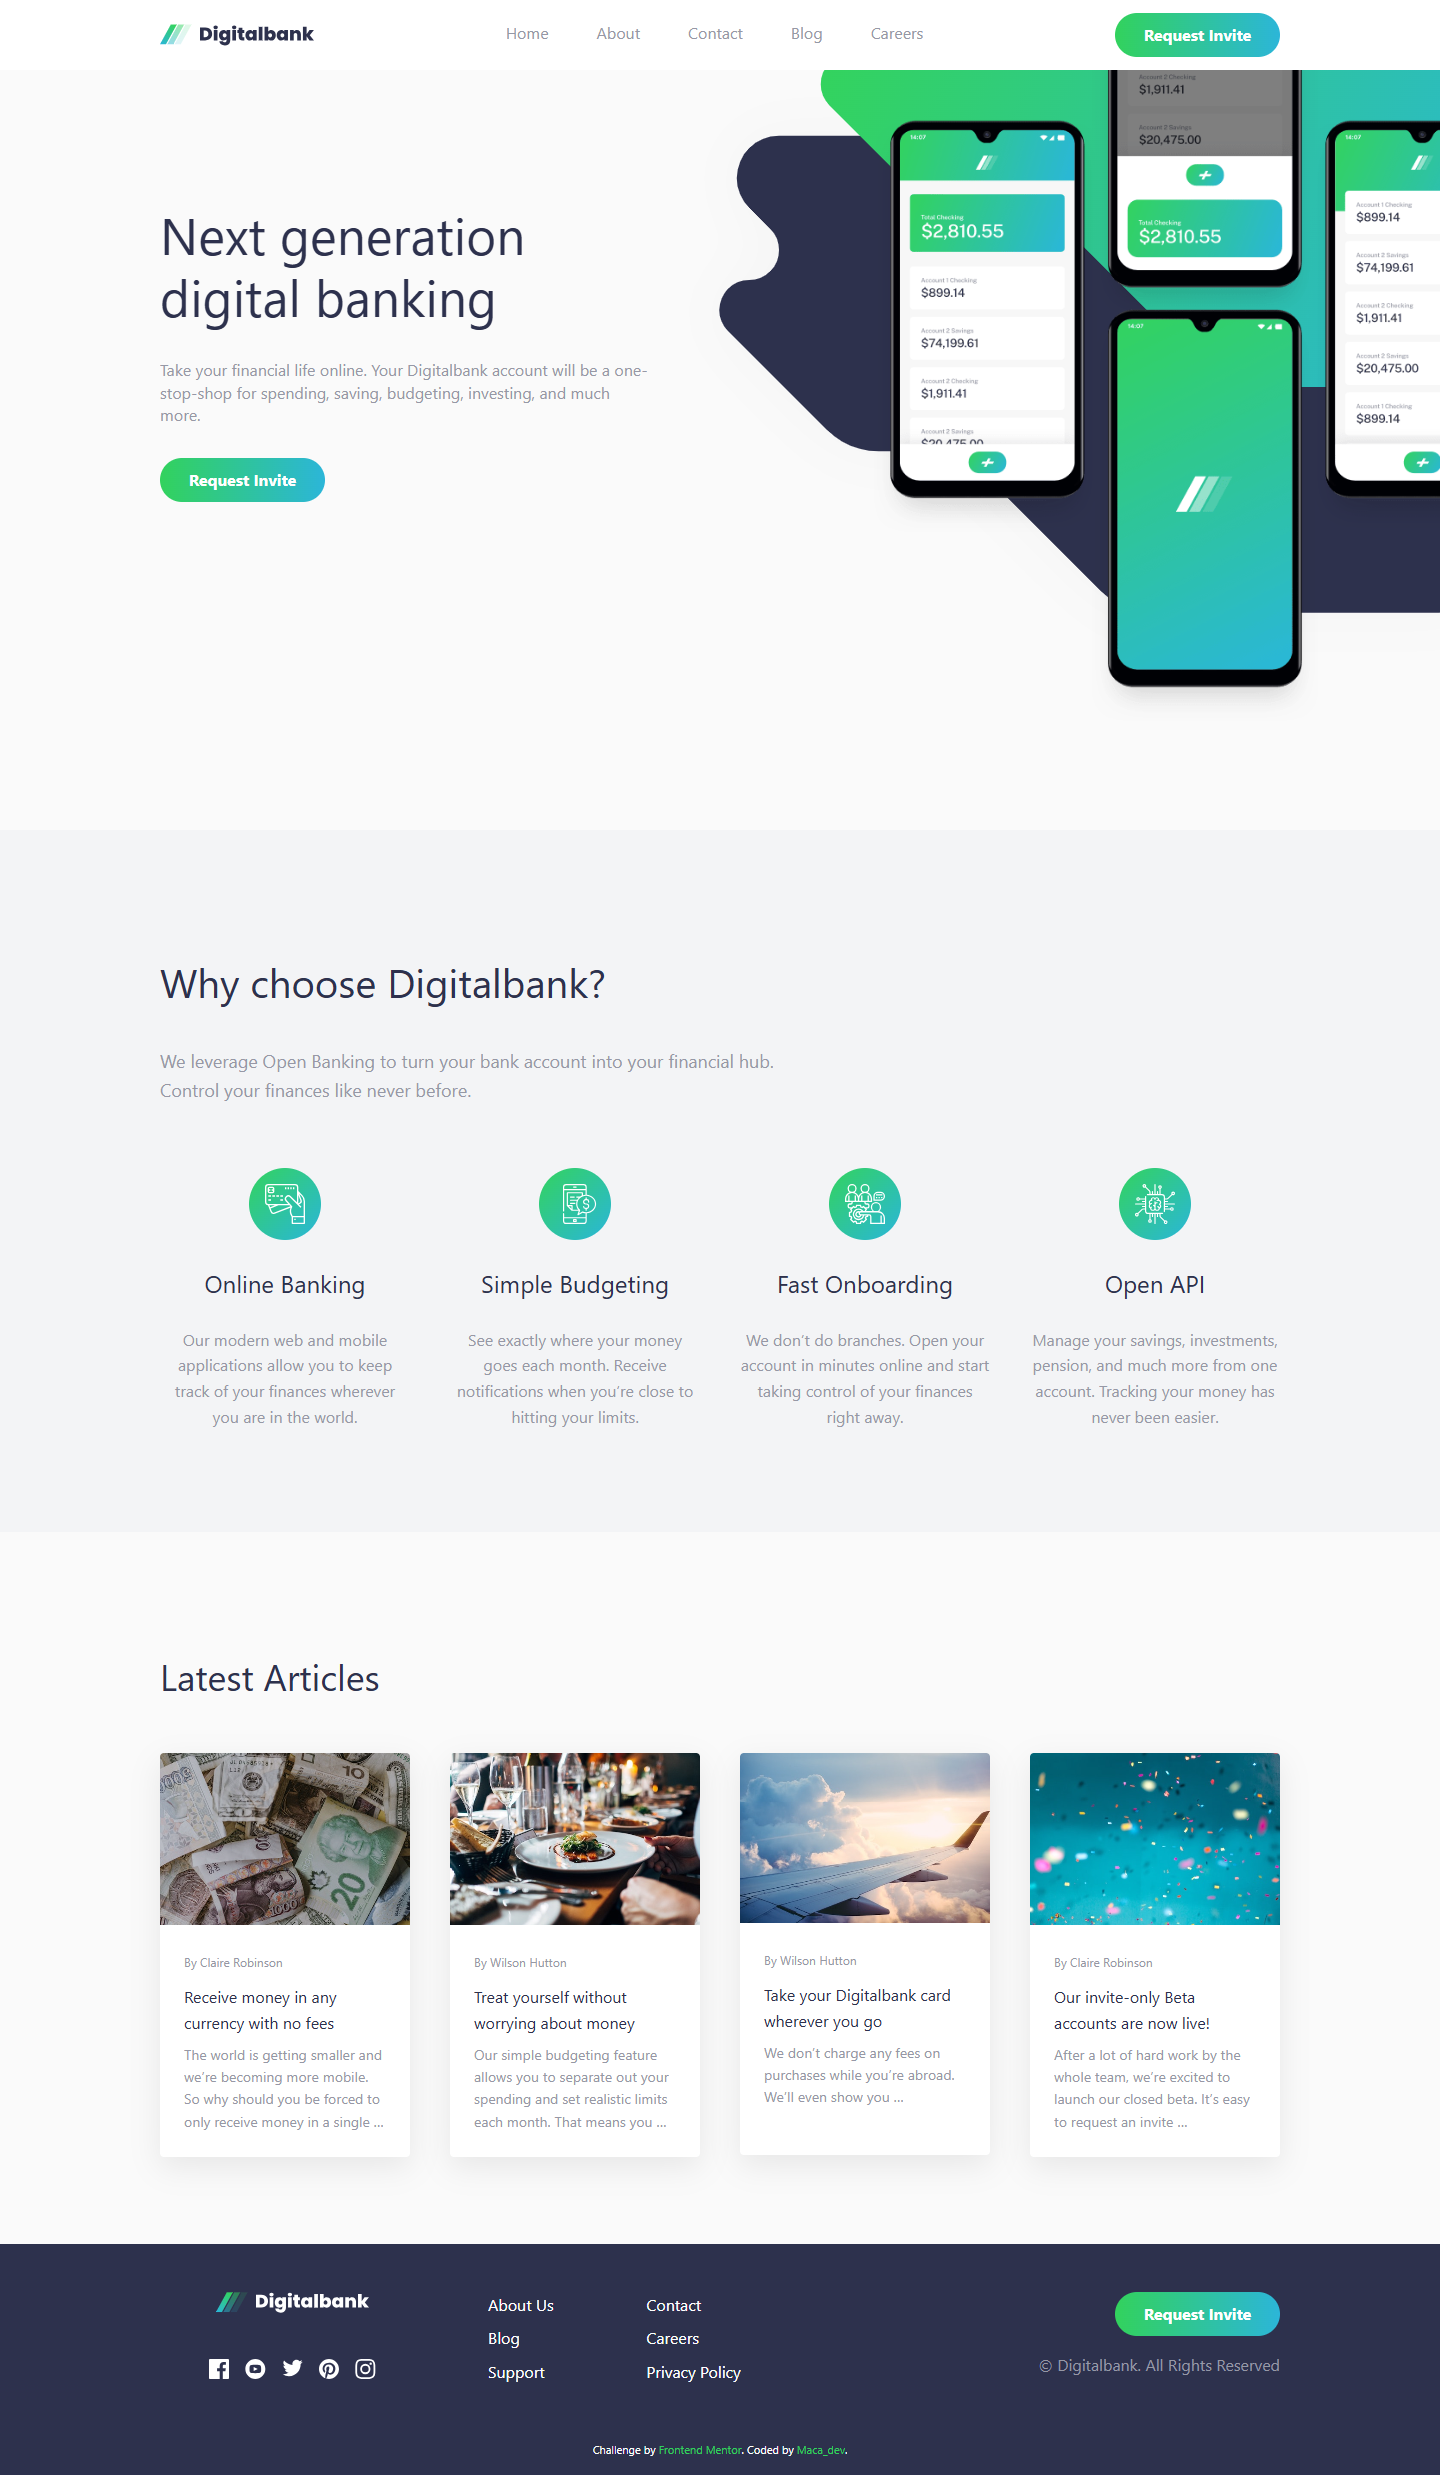 Digitalbank
Home
About
Contact
Blog
Careers
Request Invite
Next generation
digital banking
Take your financial life online. Your Digitalbank account will be a one-
stop-shop for spending, saving, budgeting, investing, and much
more.
Request Invite
14:07
Total Checking
$2,810.55
Account 1 Checking
$899.14
Account 2 Savings
$74,199.61
Account 2 Checking
$1,911.41
Account 2 Savings
$20,475.00
Account 2 Checking
$1,911.41
Account 2 Savings
$20,475.00
Total Checking
$2,810.55
14:07
14:07
Account 1 Checking
$899.14
Account 2 Savings
$74,199.61
Account 2 Checking
$1,911.41
Account 2 Savings
$20,475.00
Account 1 Checking
$899.14
Why choose Digitalbank?
We leverage Open Banking to turn your bank account into your financial hub.
Control your finances like never before.
Online Banking
Our modern web and mobile
applications allow you to keep
track of your finances wherever
you are in the world.
Simple Budgeting
See exactly where your money
goes each month. Receive
notifications when you’re close to
hitting your limits.
Fast Onboarding
We don’t do branches. Open your
account in minutes online and start
taking control of your finances
right away.
Open API
Manage your savings, investments,
pension, and much more from one
account. Tracking your money has
never been easier.
Latest Articles
10
20
1000
By Claire Robinson
Receive money in any
currency with no fees
The world is getting smaller and
we’re becoming more mobile.
So why should you be forced to
only receive money in a single …
By Wilson Hutton
Treat yourself without
worrying about money
Our simple budgeting feature
allows you to separate out your
spending and set realistic limits
each month. That means you …
By Wilson Hutton
Take your Digitalbank card
wherever you go
We don’t charge any fees on
purchases while you’re abroad.
We’ll even show you …
By Claire Robinson
Our invite-only Beta
accounts are now live!
After a lot of hard work by the
whole team, we’re excited to
launch our closed beta. It’s easy
to request an invite …
Digitalbank
About Us
Blog
Support
Contact
Careers
Privacy Policy
Request Invite
© Digitalbank. All Rights Reserved
Challenge by Frontend Mentor. Coded by Maca_dev.